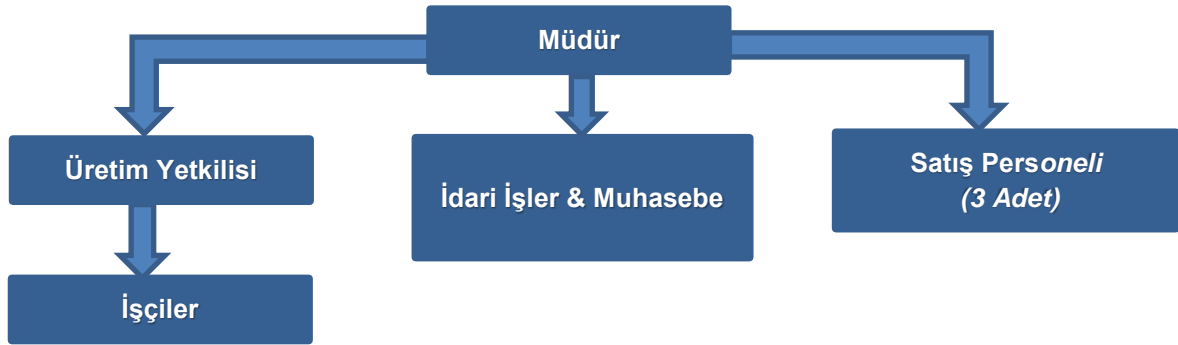 Müdür
Üretim Yetkilisi
İdari İşler & Muhasebe
Satış Personeli
(3 Adet)
İşçiler